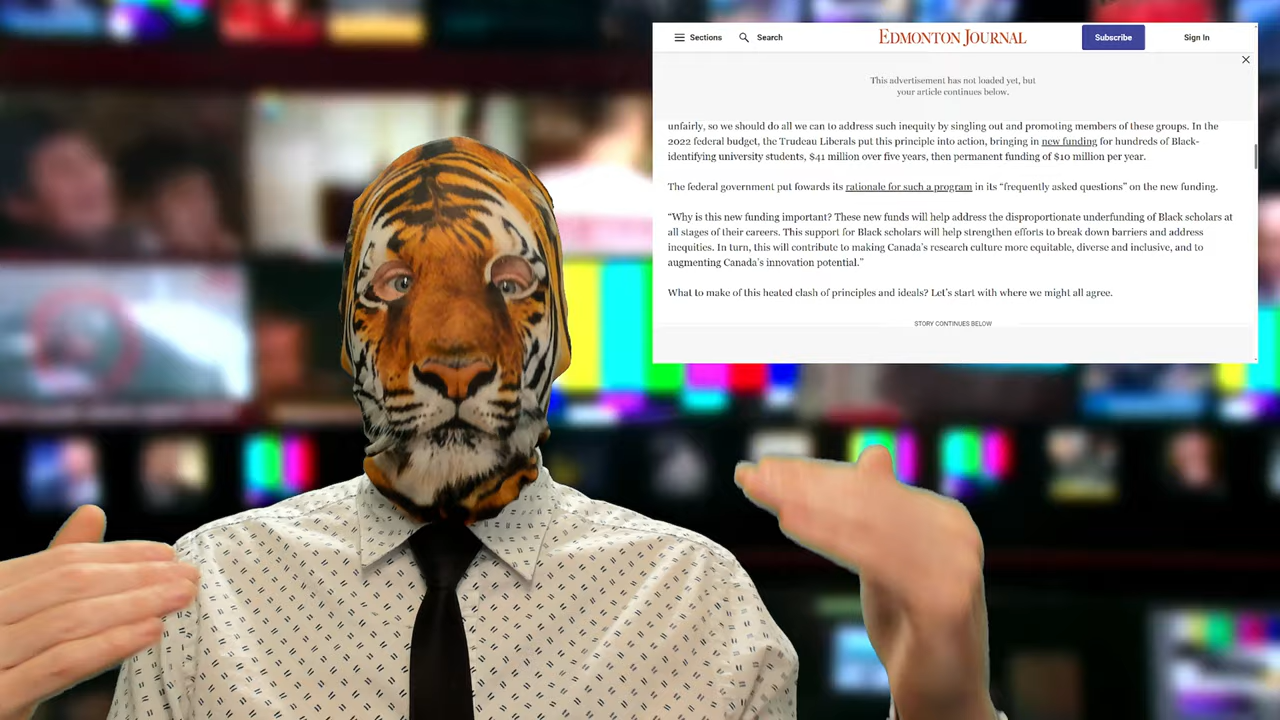 Sections
Search
EDMONTON JOURNAL
Subscribe
Sign In
This advertisement has not loaded yet, but
your article continues below.
unfairly, so we should do all we can to address such inequity by singling out and promoting members of these groups. In the
2022 federal budget, the Trudeau Liberals put this principle into action, bringing in new funding for hundreds of Black-
identifying university students, $41 million over five years, then permanent funding of $10 million per year.
The federal government put fowards its rationale for such a program in its “frequently asked questions” on the new funding.
“Why is this new funding important? These new funds will help address the disproportionate underfunding of Black scholars at
all stages of their careers. This support for Black scholars will help strengthen efforts to break down barriers and address
inequities. In turn, this will contribute to making Canada’s research culture more equitable, diverse and inclusive, and to
augmenting Canada’s innovation potential.”
What to make of this heated clash of principles and ideals? Let’s start with where we might all agree.
STORY CONTINUES BELOW